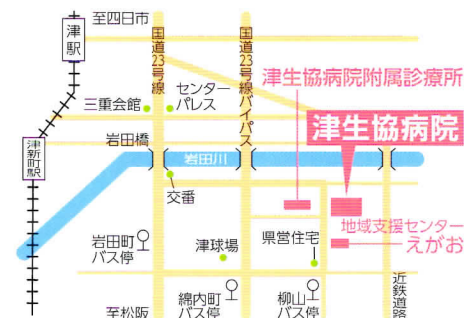 至四日市
津駅
国道23号線
国道23号線バイパス
センター
パレス
三重会館
津生協病院附属診療所
津生協病院
岩田橋
岩田川
津新町駅
交番
地域支援センター
えがお
岩田町
バス停
津球場
県営住宅
近鉄道路
綿内町
バス停
柳山
バス停
至松阪